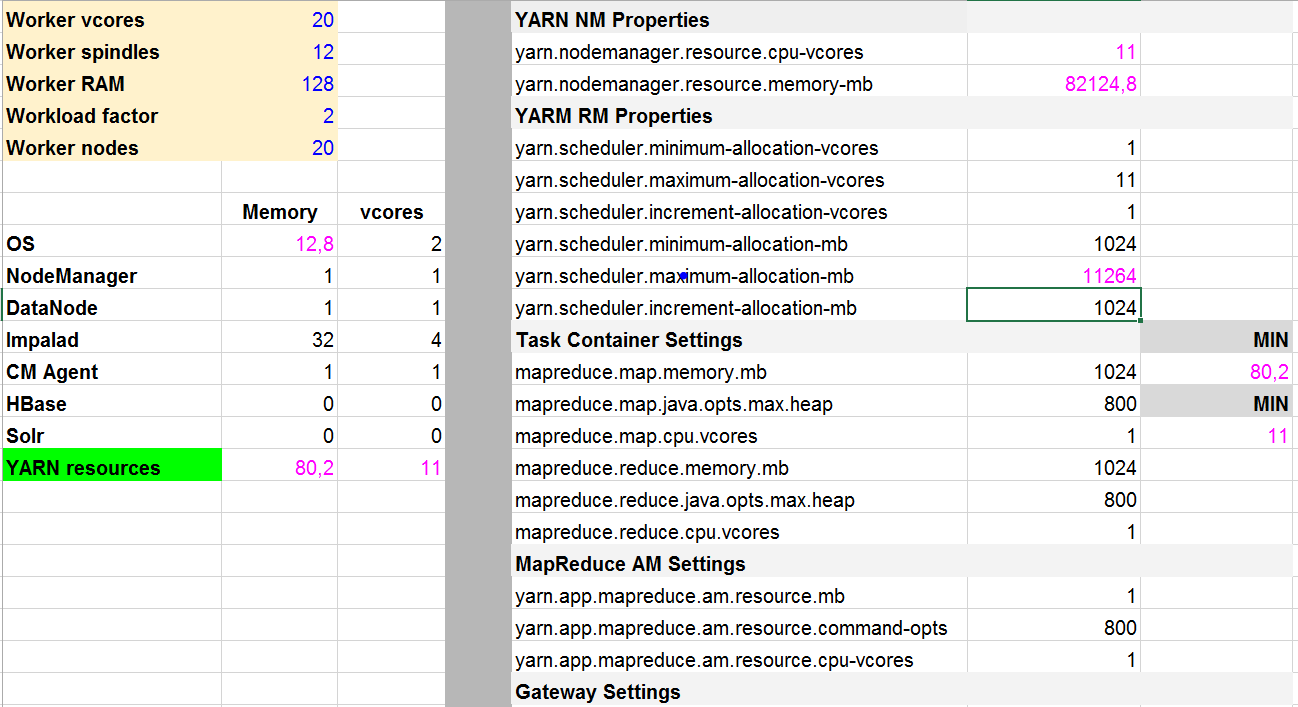 Worker vcores 20
Worker spindles 12
Worker RAM 128
Workload factor 2
Worker nodes 20
Memory vcores
OS 12,8 2
NodeManager 1 1
DataNode 1 1
Impalad 32 4
CM Agent 1 1
HBase 0 0
Solr 0 0
YARN resources 80,2 11
YARN NM Properties
yarn.nodemanager.resource.cpu-vcores 11
yarn.nodemanager.resource.memory-mb 82124,8
YARM RM Properties
yarn.scheduler.minimum-allocation-vcores 1
yarn.scheduler.maximum-allocation-vcores 11
yarn.scheduler.increment-allocation-vcores 1
yarn.scheduler.minimum-allocation-mb 1024
yarn.scheduler.maximum-allocation-mb 11264
yarn.scheduler.increment-allocation-mb 1024
Task Container Settings MIN
mapreduce.map.memory.mb 1024 80,2
mapreduce.map.java.opts.max.heap 800 MIN
mapreduce.map.cpu.vcores 1 11
mapreduce.reduce.memory.mb 1024
mapreduce.reduce.java.opts.max.heap 800
mapreduce.reduce.cpu.vcores 1
MapReduce AM Settings
yarn.app.mapreduce.am.resource.mb 1
yarn.app.mapreduce.am.resource.command-opts 800
yarn.app.mapreduce.am.resource.cpu-vcores 1
Gateway Settings